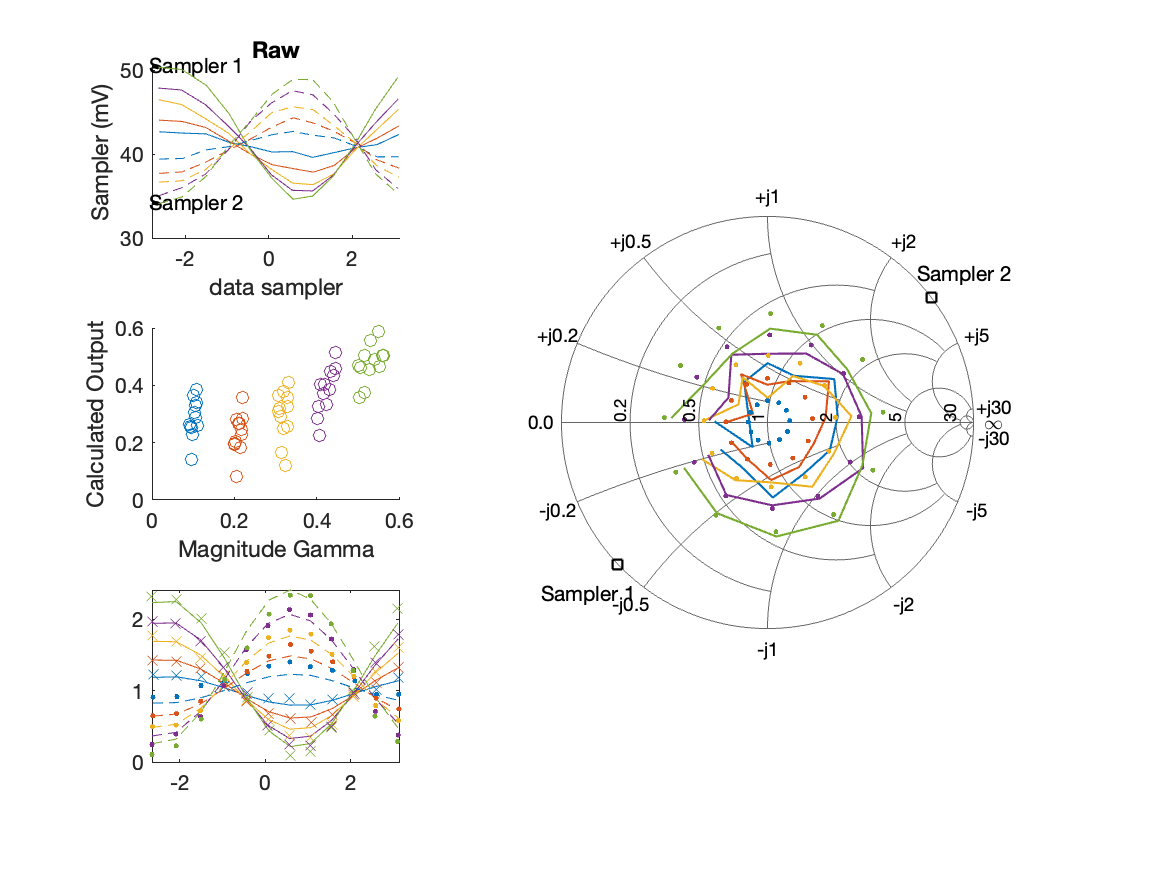 Raw
Sampler 1
50
40
30
Sampler (mV)
Sampler 2
-2 0 2
data sampler
0.6
0.4
0.2
0
Calculated Output
0 0.2 0.4 0.6
Magnitude Gamma
2
1
0
-2 0 2
+j1
+j0.5 +j2
Sampler 2
+j0.2 +j5
0.0 0.2 0.5 1 2 5 30 +j30
∞
-j30
-j0.2 -j5
Sampler 1
-j0.5 -j2
-j1